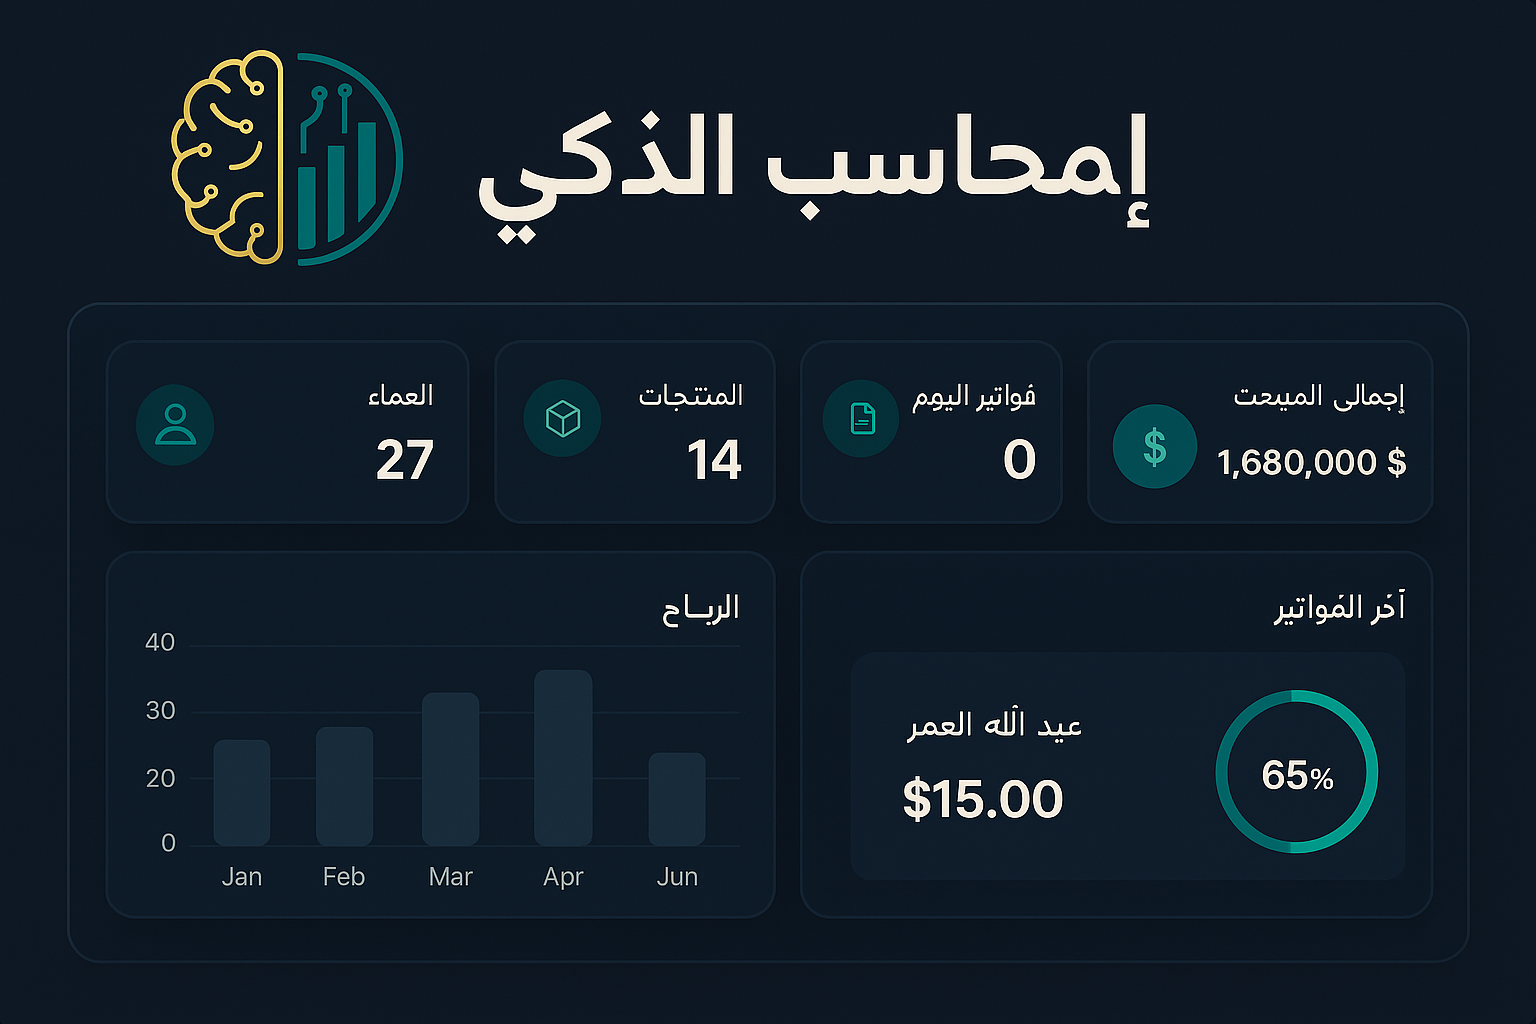 إمحاسب الذكي
إجمالى الميىعت
1,680,000 $
$
فواتير اليوم
0
المنتجات
14
العماء
27
آخر الفواتير
عيد الله العمر
$15.00
65%
الربـاح
40
30
20
0
Jan Feb Mar Apr Jun